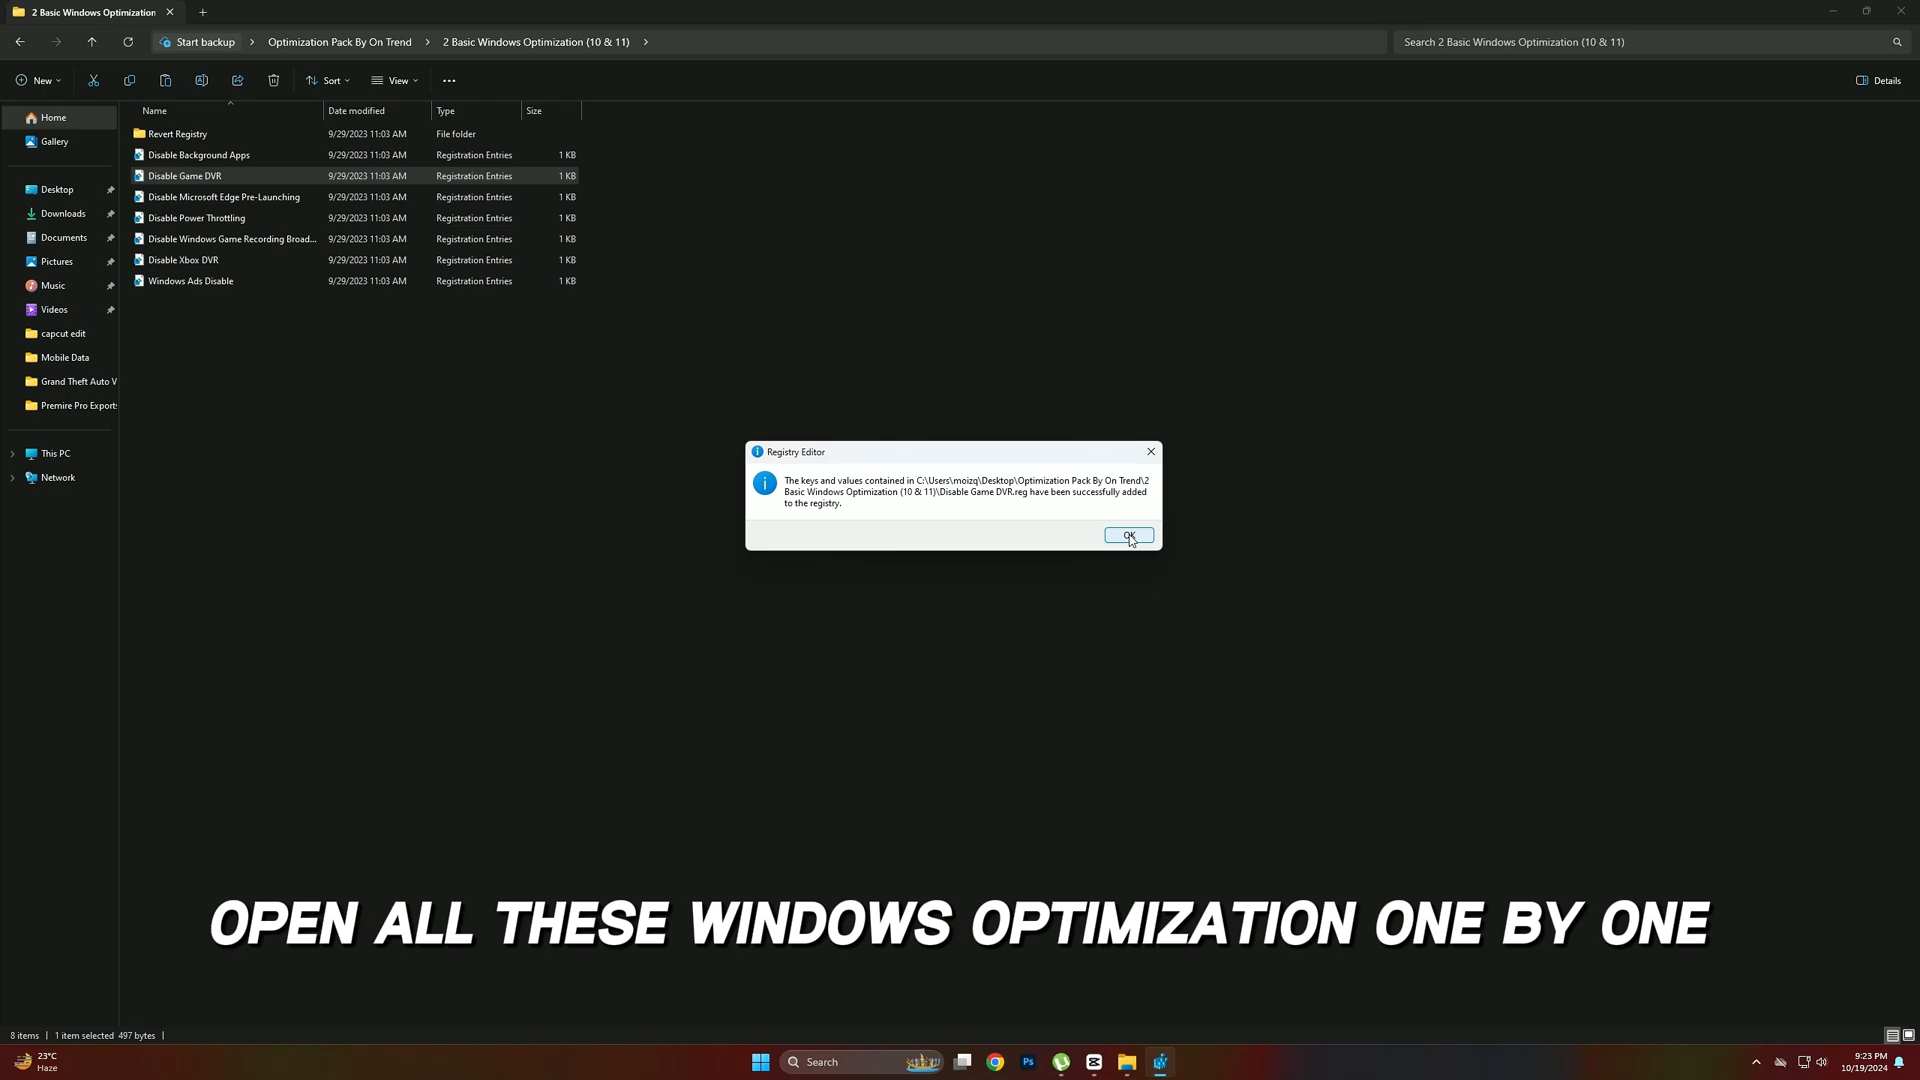 2 Basic Windows Optimization
Start backup
Optimization Pack By On Trend
2 Basic Windows Optimization (10 & 11)
Search 2 Basic Windows Optimization (10 & 11)
New
Sort
View
Details
Name Date modified Type Size
Home
Gallery
Desktop
Downloads
Documents
Pictures
Music
Videos
capcut edit
Mobile Data
Grand Theft Auto V
Premire Pro Exports
This PC
Network
Revert Registry 9/29/2023 11:03 AM File folder
Disable Background Apps 9/29/2023 11:03 AM Registration Entries 1 KB
Disable Game DVR 9/29/2023 11:03 AM Registration Entries 1 KB
Disable Microsoft Edge Pre-Launching 9/29/2023 11:03 AM Registration Entries 1 KB
Disable Power Throttling 9/29/2023 11:03 AM Registration Entries 1 KB
Disable Windows Game Recording Broad... 9/29/2023 11:03 AM Registration Entries 1 KB
Disable Xbox DVR 9/29/2023 11:03 AM Registration Entries 1 KB
Windows Ads Disable 9/29/2023 11:03 AM Registration Entries 1 KB
Registry Editor
The keys and values contained in C:\Users\moizq\Desktop\Optimization Pack By On Trend\2
Basic Windows Optimization (10 & 11)\Disable Game DVR.reg have been successfully added
to the registry.
OK
OPEN ALL THESE WINDOWS OPTIMIZATION ONE BY ONE
8 items 1 item selected 497 bytes
23°C
Haze
Search
Ps
9:23 PM
10/19/2024